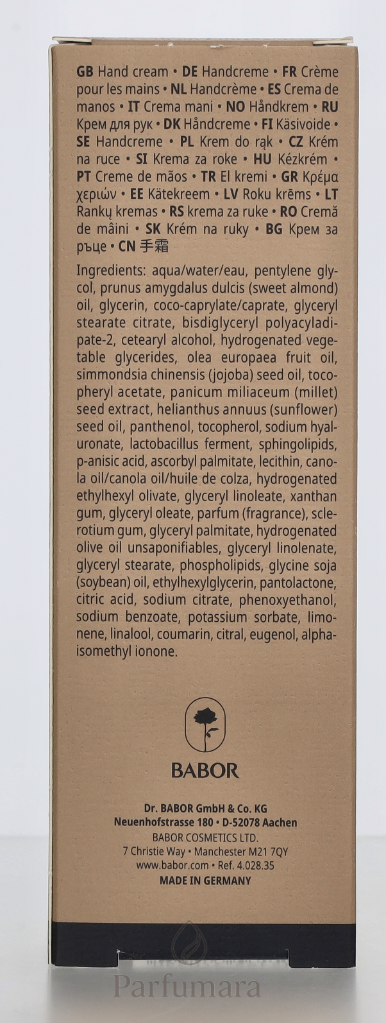 GB Hand cream • DE Handcreme • FR Crème
pour les mains • NL Handcrème • ES Crema de
manos • IT Crema mani • NO Håndkrem • RU
Крем для рук • DK Håndcreme • FI Käsivoide •
SE Handcreme • PL Krem do rąk • CZ Krém
na ruce • SI Krema za roke • HU Kézkrém •
PT Creme de mãos • TR El kremi • GR Κρέμα
χεριών • EE Kätekreem • LV Roku krēms • LT
Rankų kremas • RS krema za ruke • RO Cremă
de mâini • SK Krém na ruky • BG Крем за
ръце • CN 手霜
Ingredients: aqua/water/eau, pentylene gly-
col, prunus amygdalus dulcis (sweet almond)
oil, glycerin, coco-caprylate/caprate, glyceryl
stearate citrate, bisdiglyceryl polyacyladi-
pate-2, cetearyl alcohol, hydrogenated vege-
table glycerides, olea europaea fruit oil,
simmondsia chinensis (jojoba) seed oil, toco-
pheryl acetate, panicum miliaceum (millet)
seed extract, helianthus annuus (sunflower)
seed oil, panthenol, tocopherol, sodium hyal-
uronate, lactobacillus ferment, sphingolipids,
p-anisic acid, ascorbyl palmitate, lecithin, cano-
la oil/canola oil/huile de colza, hydrogenated
ethylhexyl olivate, glyceryl linoleate, xanthan
gum, glyceryl oleate, parfum (fragrance), scle-
rotium gum, glyceryl palmitate, hydrogenated
olive oil unsaponifiables, glyceryl linolenate,
glyceryl stearate, phospholipids, glycine soja
(soybean) oil, ethylhexylglycerin, pantolactone,
citric acid, sodium citrate, phenoxyethanol,
sodium benzoate, potassium sorbate, limo-
nene, linalool, coumarin, citral, eugenol, alpha-
isomethyl ionone.
BABOR
Dr. BABOR GmbH & Co. KG
Neuenhofstrasse 180 • D-52078 Aachen
BABOR COSMETICS LTD.
7 Christie Way • Manchester M21 7QY
www.babor.com • Ref. 4.028.35
MADE IN GERMANY
Parfumara